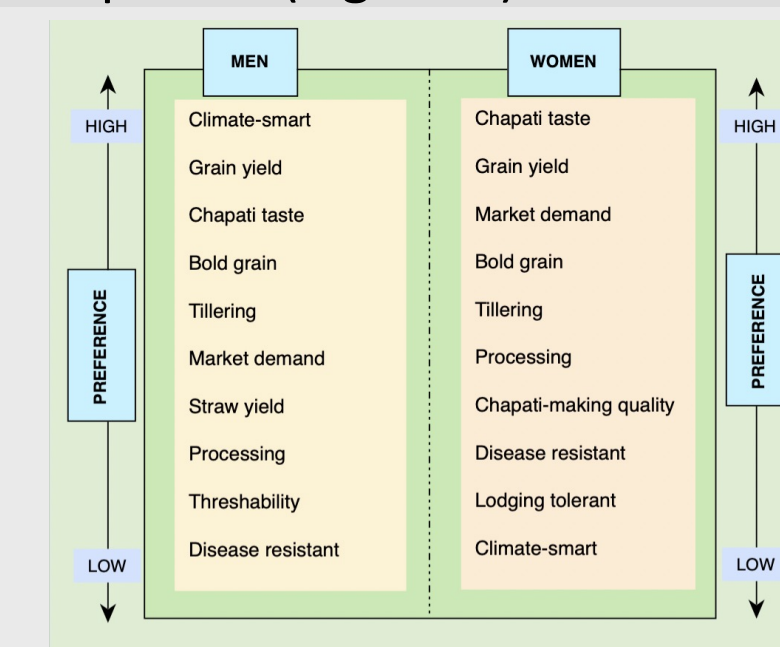 MEN
WOMEN
HIGH
HIGH
Climate-smart
Grain yield
Chapati taste
Bold grain
Tillering
Market demand
Straw yield
Processing
Threshability
Disease resistant
Chapati taste
Grain yield
Market demand
Bold grain
Tillering
Processing
Chapati-making quality
Disease resistant
Lodging tolerant
Climate-smart
PREFERENCE
PREFERENCE
LOW
LOW